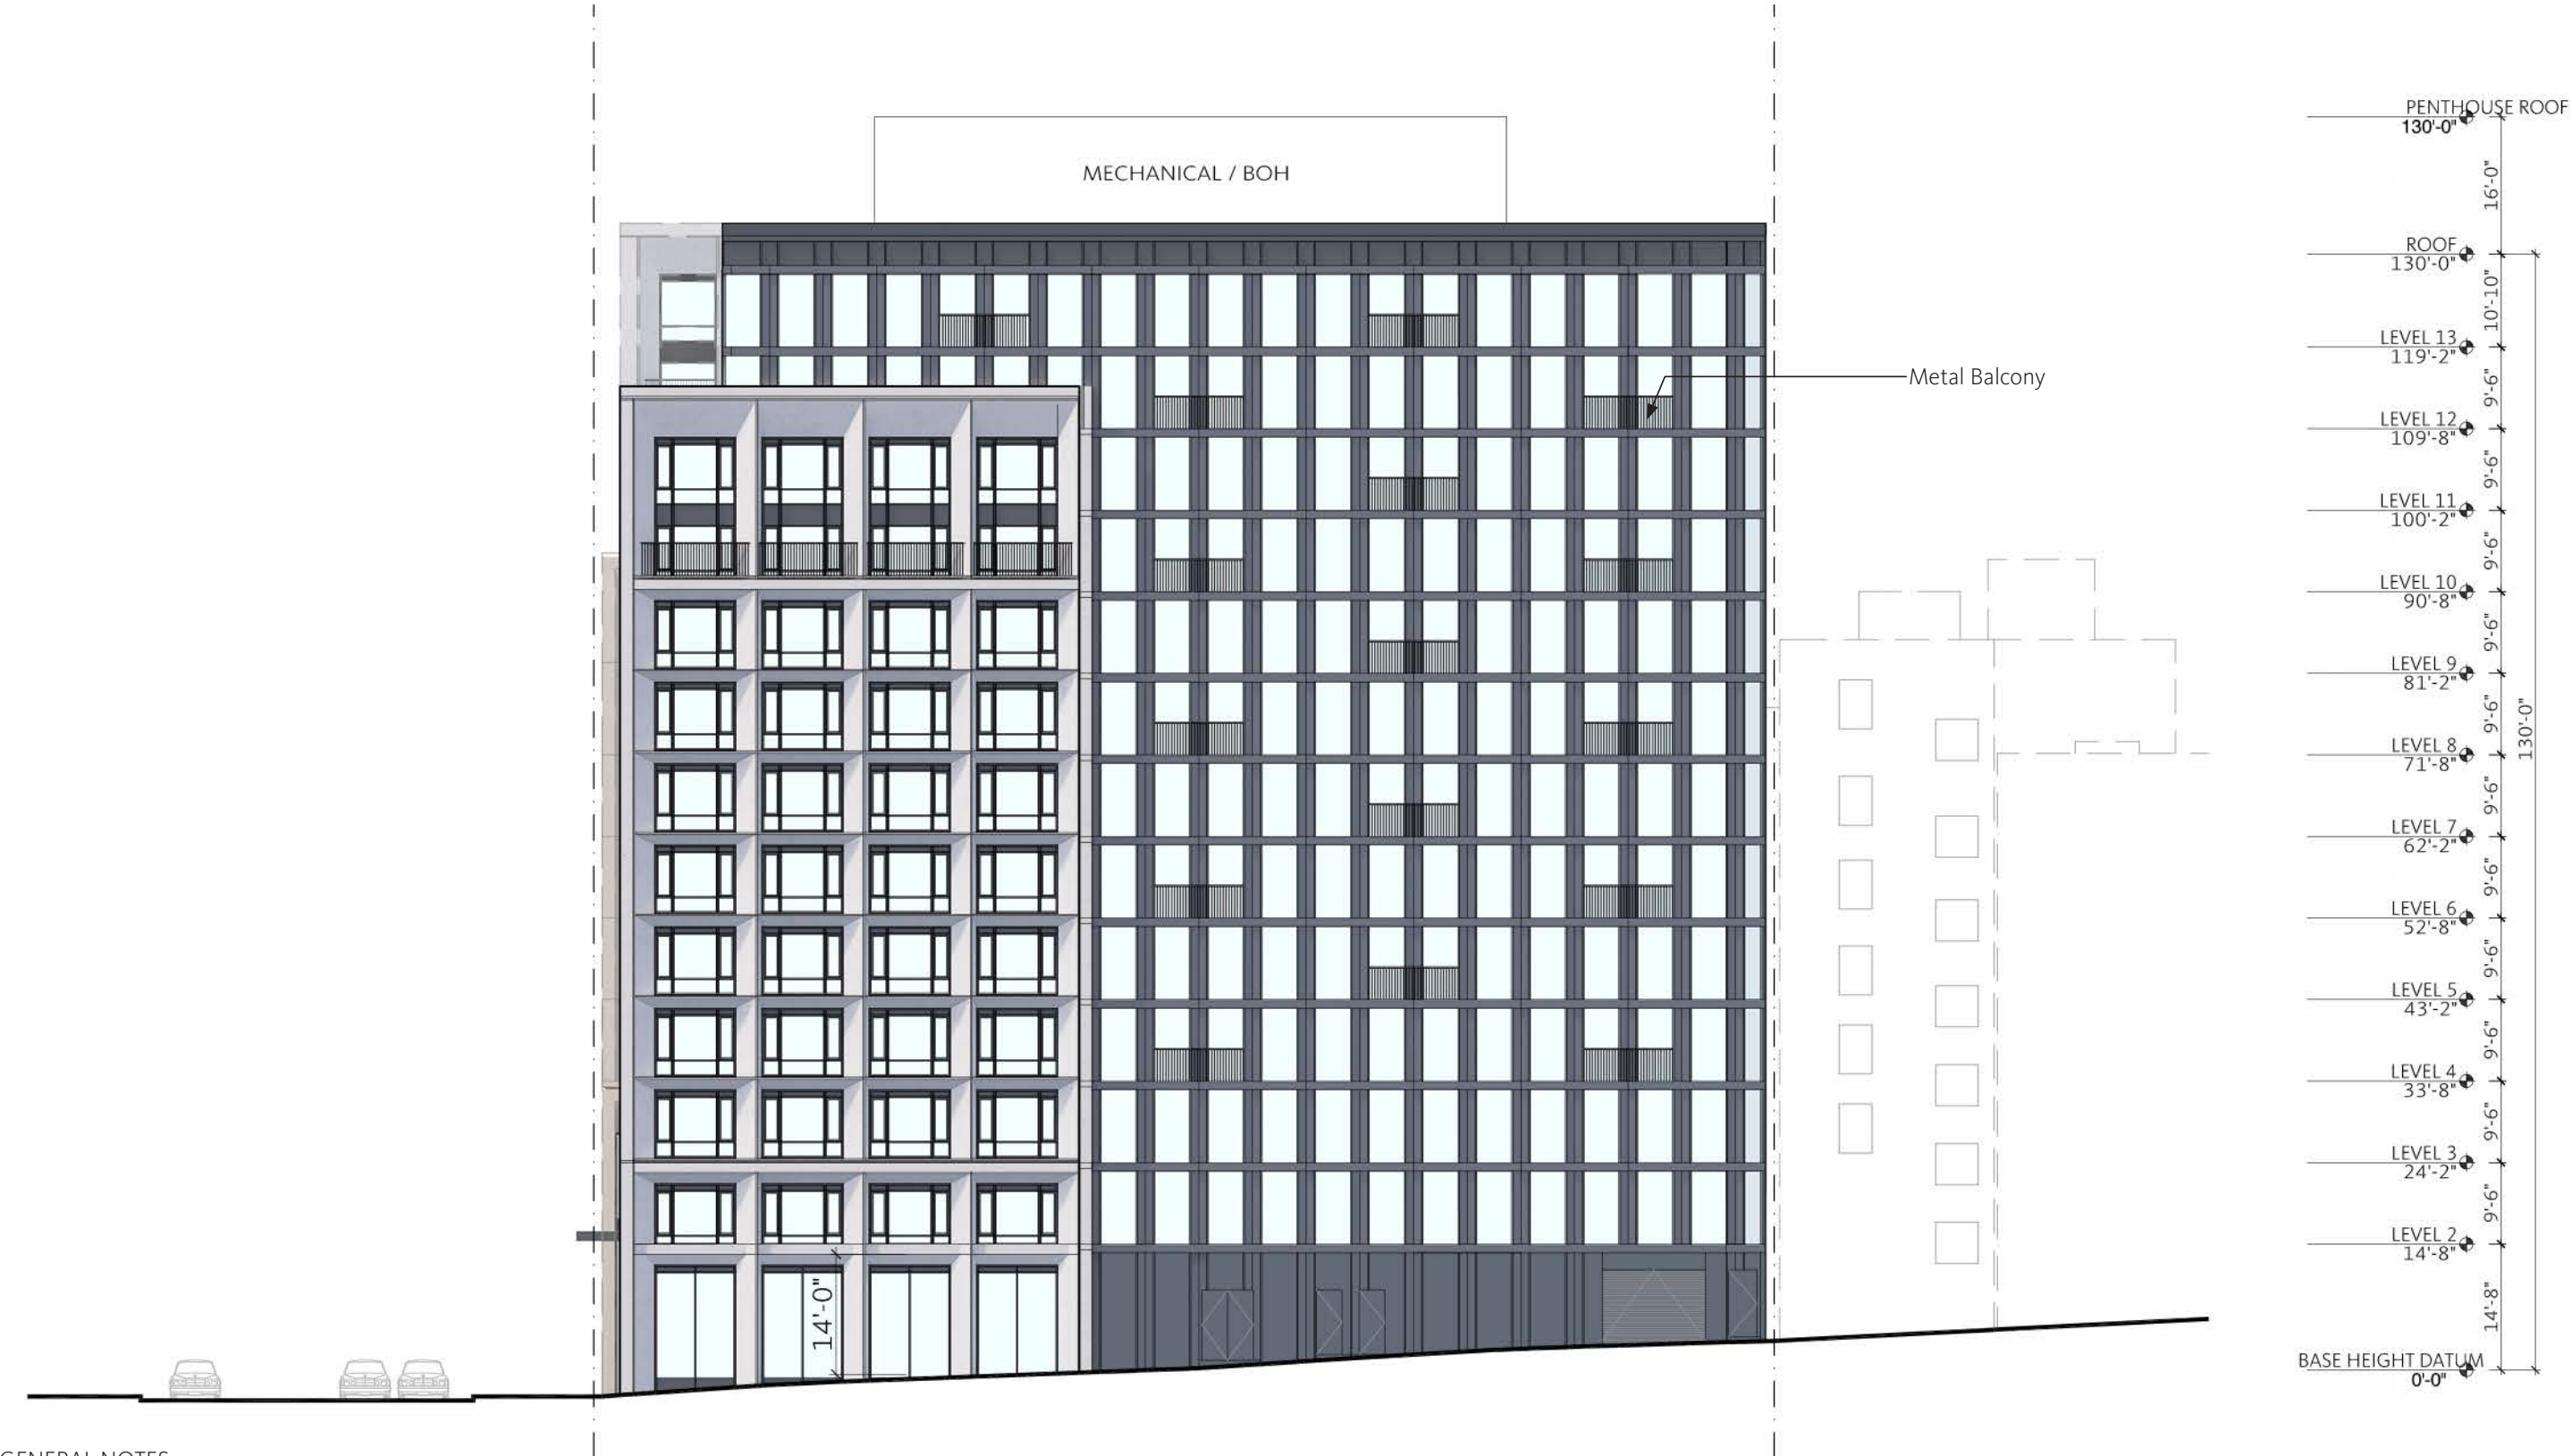 PENTHOUSE ROOF
130'-0"
16'-0"
MECHANICAL / BOH
ROOF
130'-0"
10'-10"
LEVEL 13
119'-2"
Metal Balcony
9'-6"
LEVEL 12
109'-8"
9'-6"
LEVEL 11
100'-2"
9'-6"
LEVEL 10
90'-8"
9'-6"
LEVEL 9
81'-2"
9'-6"
130'-0"
LEVEL 8
71'-8"
9'-6"
LEVEL 7
62'-2"
9'-6"
LEVEL 6
52'-8"
9'-6"
LEVEL 5
43'-2"
9'-6"
LEVEL 4
33'-8"
9'-6"
LEVEL 3
24'-2"
9'-6"
LEVEL 2
14'-8"
14'-0"
14'-8"
BASE HEIGHT DATUM
0'-0"
GENERAL NOTES